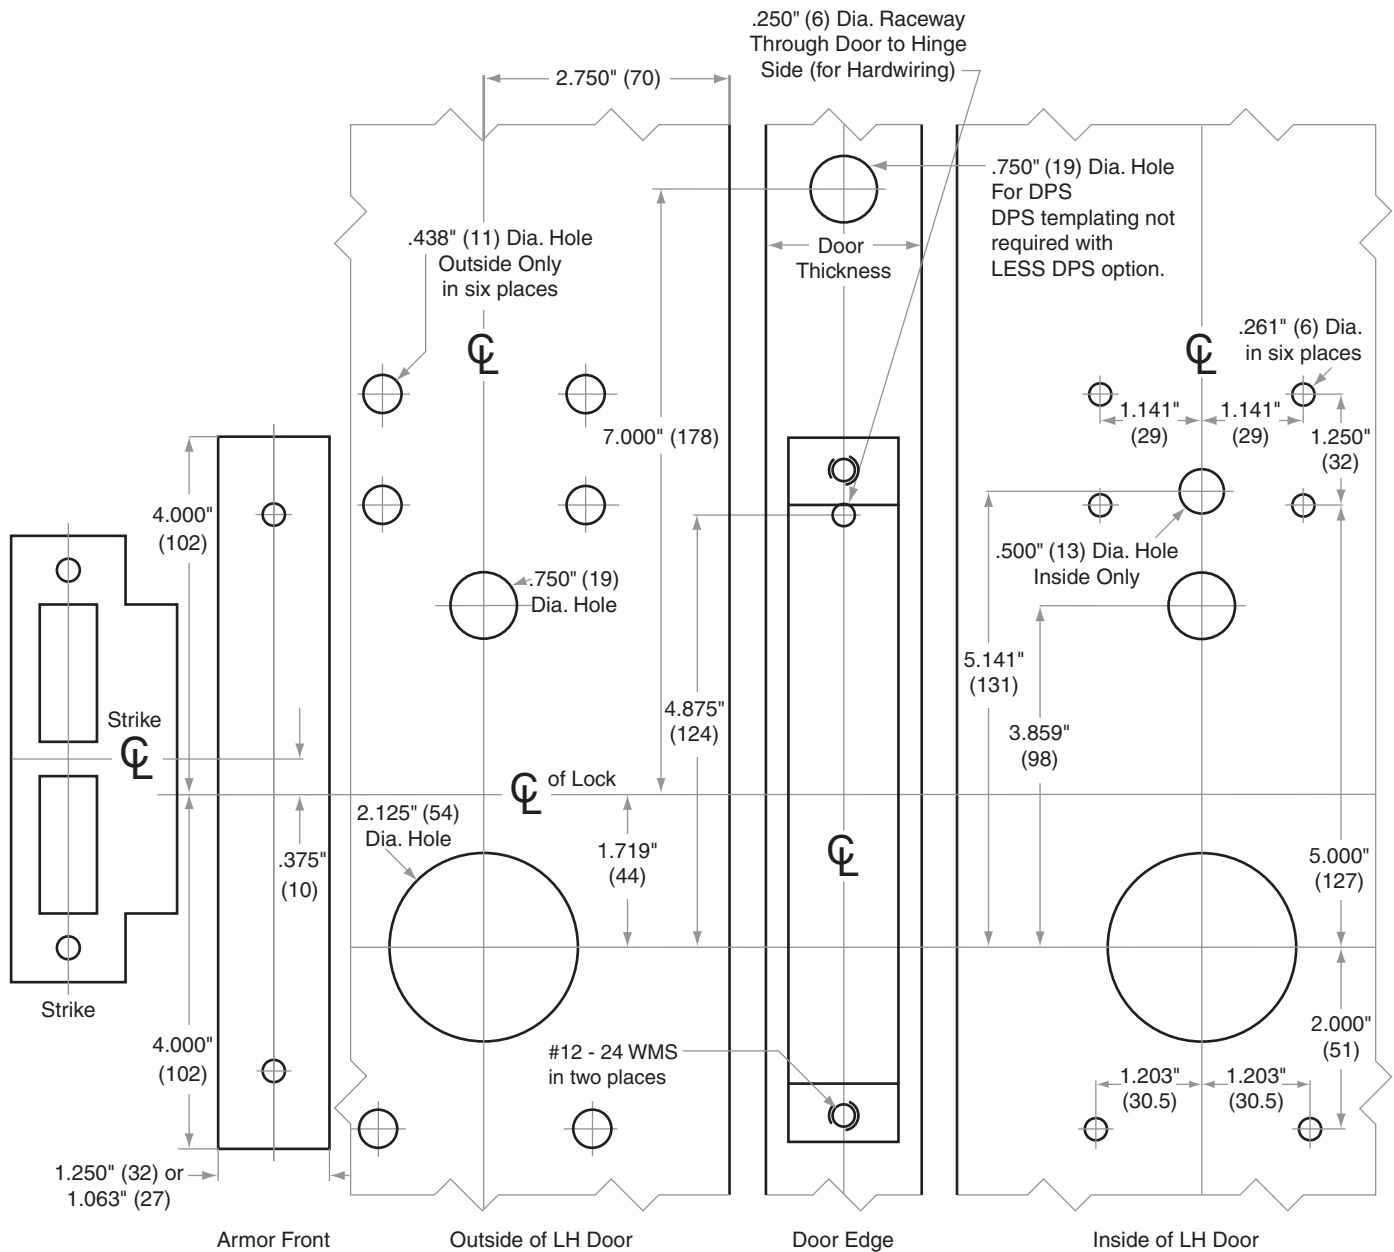 .250" (6) Dia. Raceway
Through Door to Hinge
Side (for Hardwiring)
2.750" (70)
.750" (19) Dia. Hole
For DPS
DPS templating not
required with
LESS DPS option.
.438" (11) Dia. Hole
Outside Only
in six places
Door
Thickness
.261" (6) Dia.
in six places
℄
℄
1.141"
(29)
1.141"
(29)
1.250"
(32)
7.000" (178)
4.000"
(102)
.500" (13) Dia. Hole
Inside Only
.750" (19)
Dia. Hole
5.141"
(131)
4.875"
(124)
3.859"
(98)
Strike
℄
℄ of Lock
2.125" (54)
Dia. Hole
.375"
(10)
1.719"
(44)
℄
5.000"
(127)
Strike
4.000"
(102)
#12 - 24 WMS
in two places
2.000"
(51)
1.203"
(30.5)
1.203"
(30.5)
1.250" (32) or
1.063" (27)
Armor Front
Outside of LH Door
Door Edge
Inside of LH Door